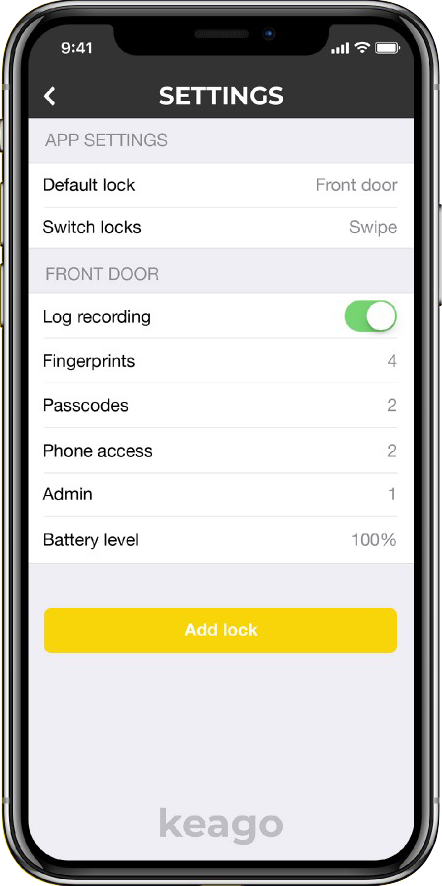 9:41
SETTINGS
APP SETTINGS
Default lock Front door
Switch locks Swipe
FRONT DOOR
Log recording
Fingerprints 4
Passcodes 2
Phone access 2
Admin 1
Battery level 100%
Add lock
keago